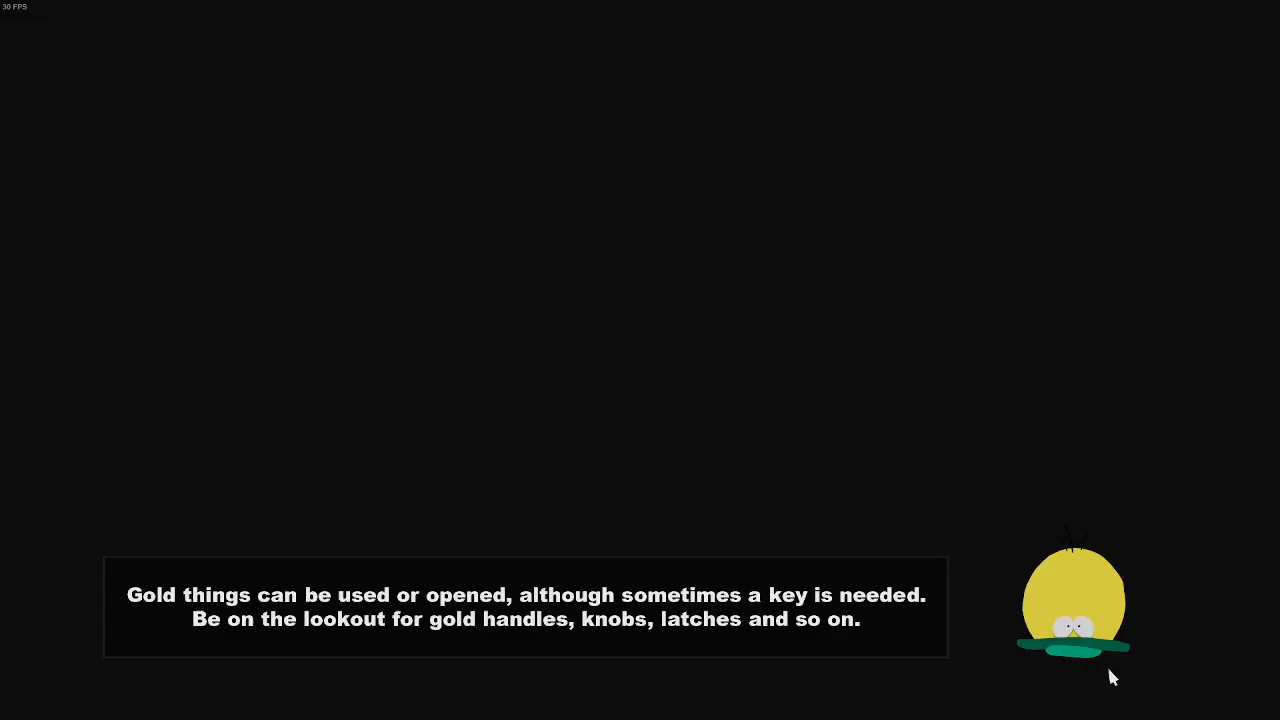 30 FPS
Gold things can be used or opened, although sometimes a key is needed.
Be on the lookout for gold handles, knobs, latches and so on.